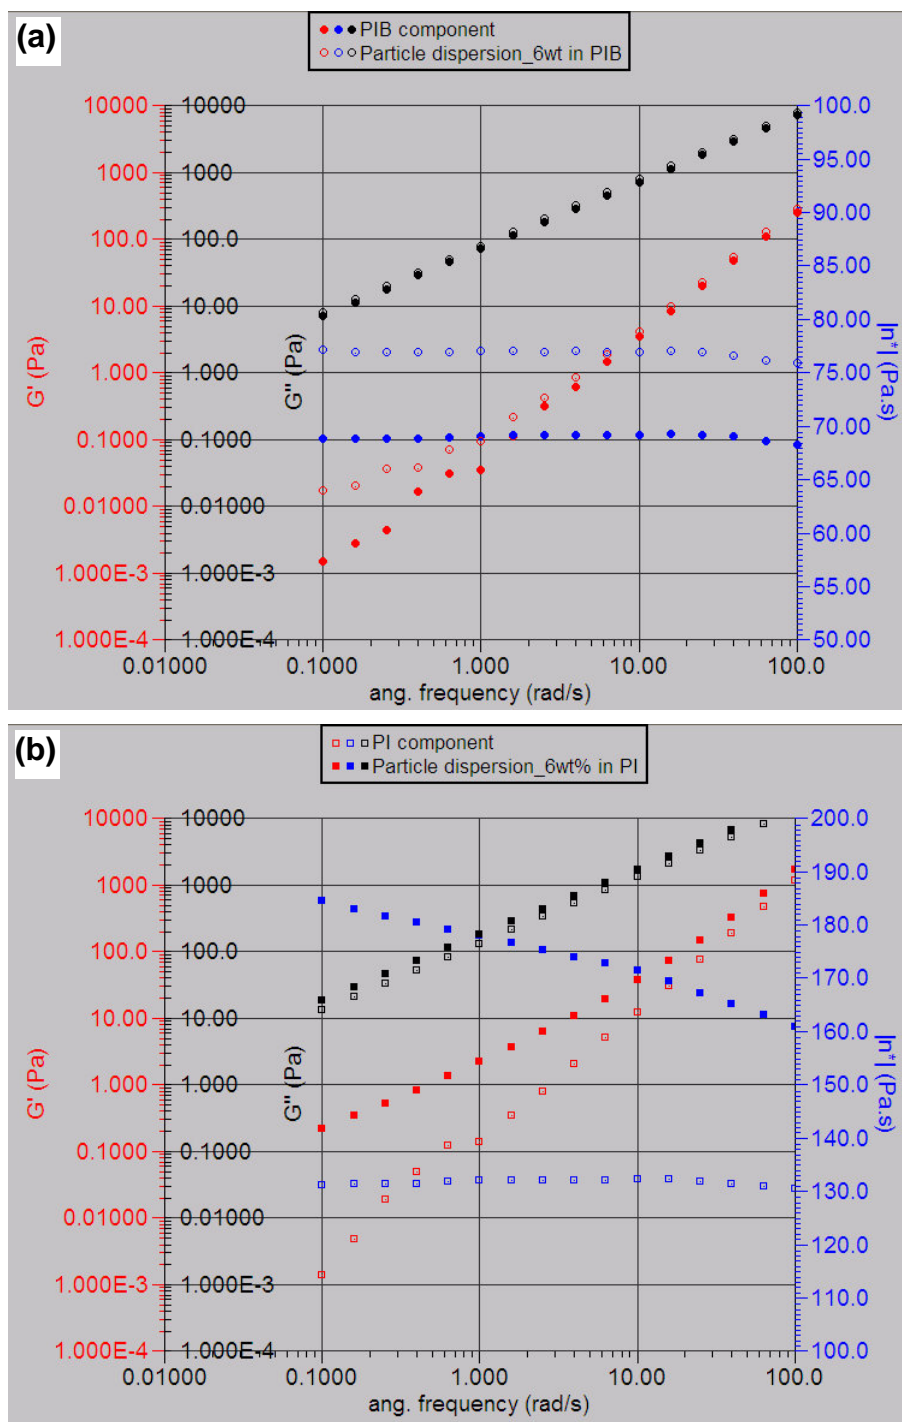 (a)
PIB component
Particle dispersion_6wt in PIB
10000 10000 100.0
1000 1000 95.00
100.0 100.0 90.00
10.00 10.00 85.00
1.000 1.000 80.00
0.1000 0.1000 75.00
0.01000 0.01000 70.00
1.000E-3 1.000E-3 65.00
1.000E-4 1.000E-4 60.00
55.00
50.00
G' (Pa)
G'' (Pa)
|η*| (Pa.s)
0.01000 0.1000 1.000 10.00 100.0
ang. frequency (rad/s)
(b)
PI component
Particle dispersion_6wt% in PI
10000 10000 200.0
1000 1000 190.0
100.0 100.0 180.0
10.00 10.00 170.0
1.000 1.000 160.0
0.1000 0.1000 150.0
0.01000 0.01000 140.0
1.000E-3 1.000E-3 130.0
1.000E-4 1.000E-4 120.0
110.0
100.0
G' (Pa)
G'' (Pa)
|η*| (Pa.s)
0.01000 0.1000 1.000 10.00 100.0
ang. frequency (rad/s)